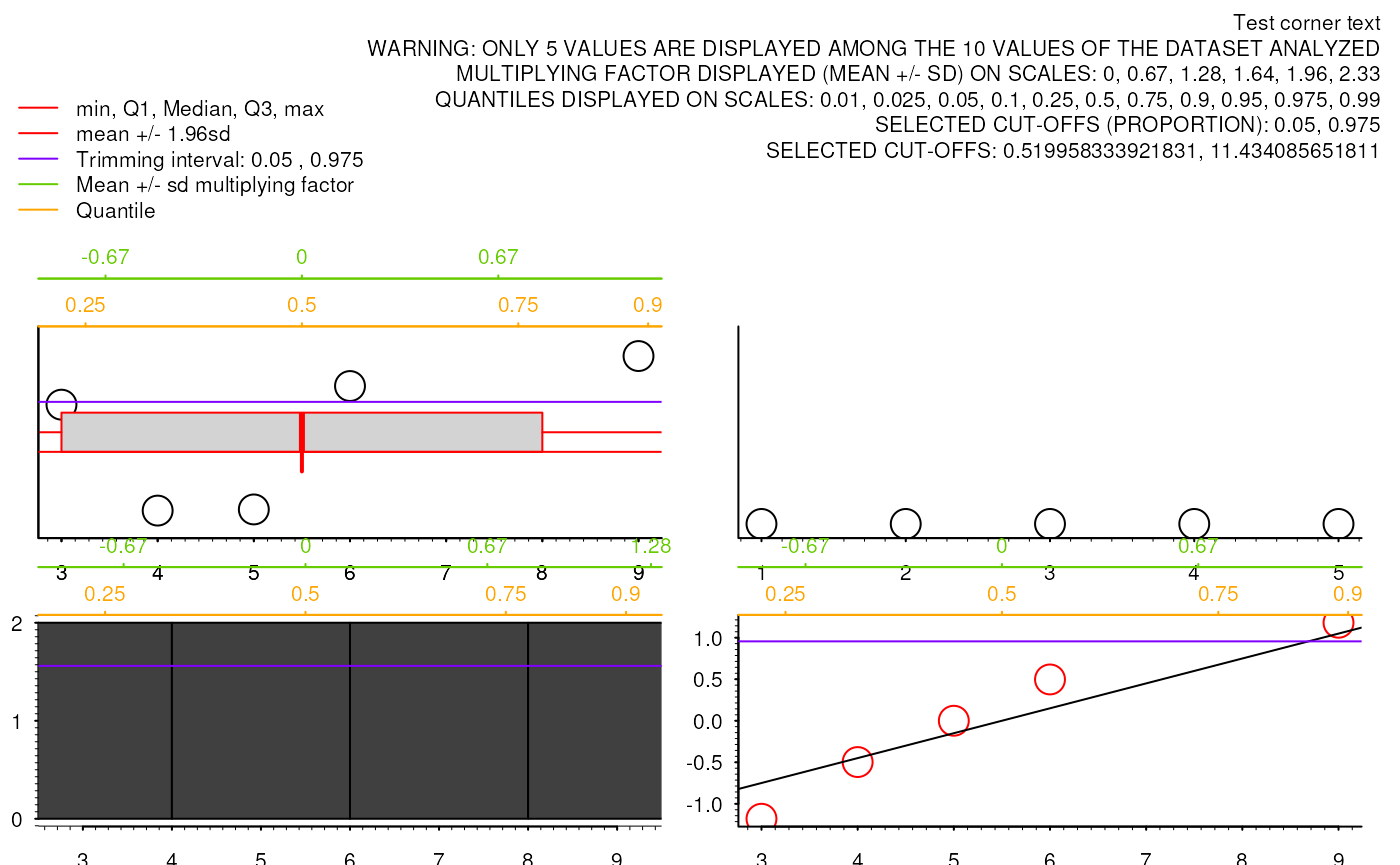 Test corner text
WARNING: ONLY 5 VALUES ARE DISPLAYED AMONG THE 10 VALUES OF THE DATASET ANALYZED
MULTIPLYING FACTOR DISPLAYED (MEAN +/- SD) ON SCALES: 0, 0.67, 1.28, 1.64, 1.96, 2.33
QUANTILES DISPLAYED ON SCALES: 0.01, 0.025, 0.05, 0.1, 0.25, 0.5, 0.75, 0.9, 0.95, 0.975, 0.99
SELECTED CUT-OFFS (PROPORTION): 0.05, 0.975
SELECTED CUT-OFFS: 0.519958333921831, 11.434085651811
min, Q1, Median, Q3, max
mean +/- 1.96sd
Trimming interval: 0.05 , 0.975
Mean +/- sd multiplying factor
Quantile
-0.67 0 0.67
0.25 0.5 0.75 0.9
3 4 5 6 7 8 9
1 2 3 4 5
-0.67 0 0.67 1.28
0.25 0.5 0.75 0.9
2
1
0
3 4 5 6 7 8 9
-0.67 0 0.67
0.25 0.5 0.75 0.9
1.0
0.5
0.0
-0.5
-1.0
3 4 5 6 7 8 9